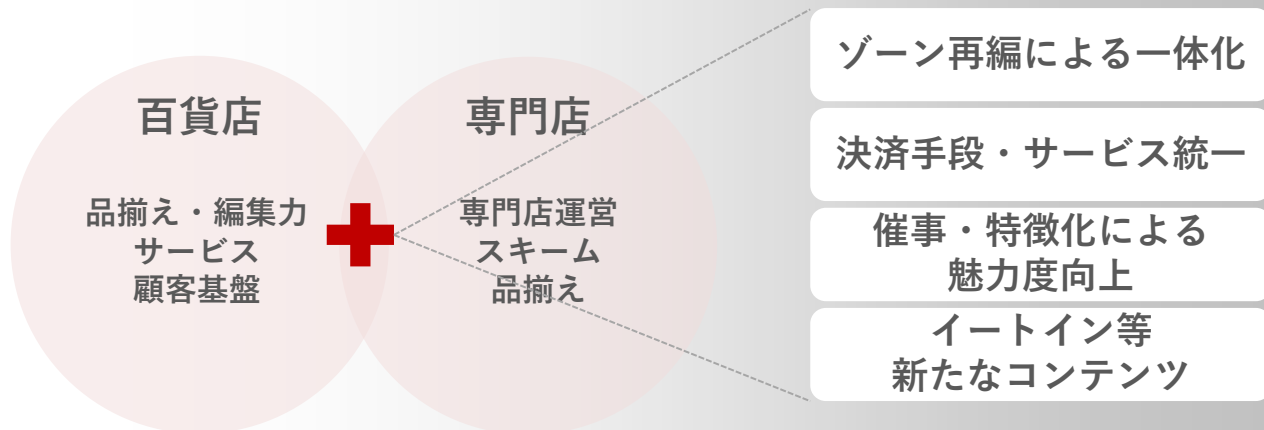 百貨店
品揃え・編集力
サービス
顧客基盤
専門店
専門店運営
スキーム
品揃え
ゾーン再編による一体化
決済手段・サービス統一
催事・特徴化による
魅力度向上
イートイン等
新たなコンテンツ